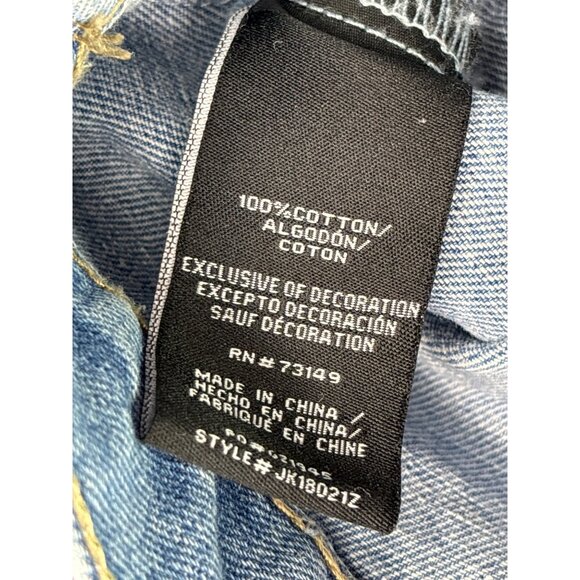 100%COTTON/
ALGODÓN/
COTON
EXCLUSIVE OF DECORATION
EXCEPTO DECORACIÓN
SAUF DÉCORATION
RN# 73149
MADE IN CHINA/
HECHO EN CHINA/
FABRIQUÉ EN CHINE
STYLE# JK18021Z